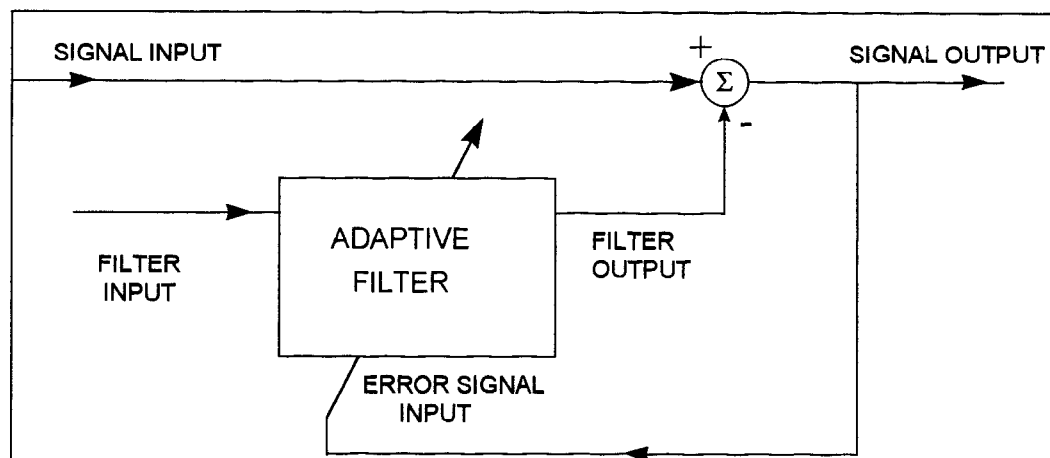 SIGNAL INPUT
+
Σ
SIGNAL OUTPUT
-
ADAPTIVE
FILTER
FILTER
INPUT
FILTER
OUTPUT
ERROR SIGNAL
INPUT